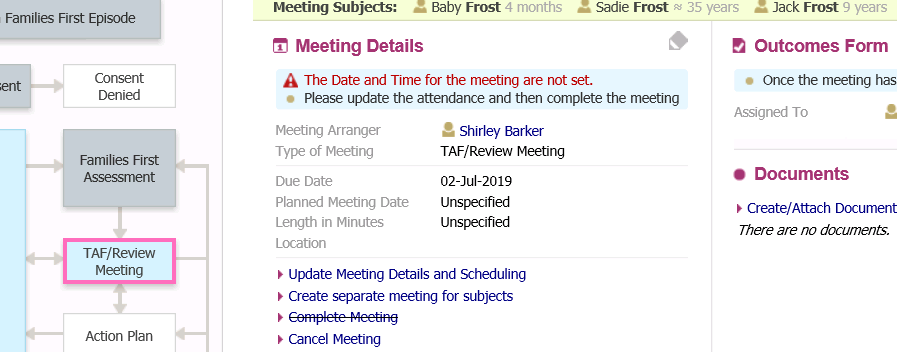 Families First Episode
sent
Consent
Denied
Families First
Assessment
TAF/Review
Meeting
Action Plan
Meeting Subjects: Baby Frost 4 months Sadie Frost ≈ 35 years Jack Frost 9 years
Meeting Details
The Date and Time for the meeting are not set.
Please update the attendance and then complete the meeting
Meeting Arranger Shirley Barker
Type of Meeting TAF/Review Meeting
Due Date 02-Jul-2019
Planned Meeting Date Unspecified
Length in Minutes Unspecified
Location
Update Meeting Details and Scheduling
Create separate meeting for subjects
Complete Meeting
Cancel Meeting
Outcomes Form
Once the meeting has
Assigned To
Documents
Create/Attach Document
There are no documents.